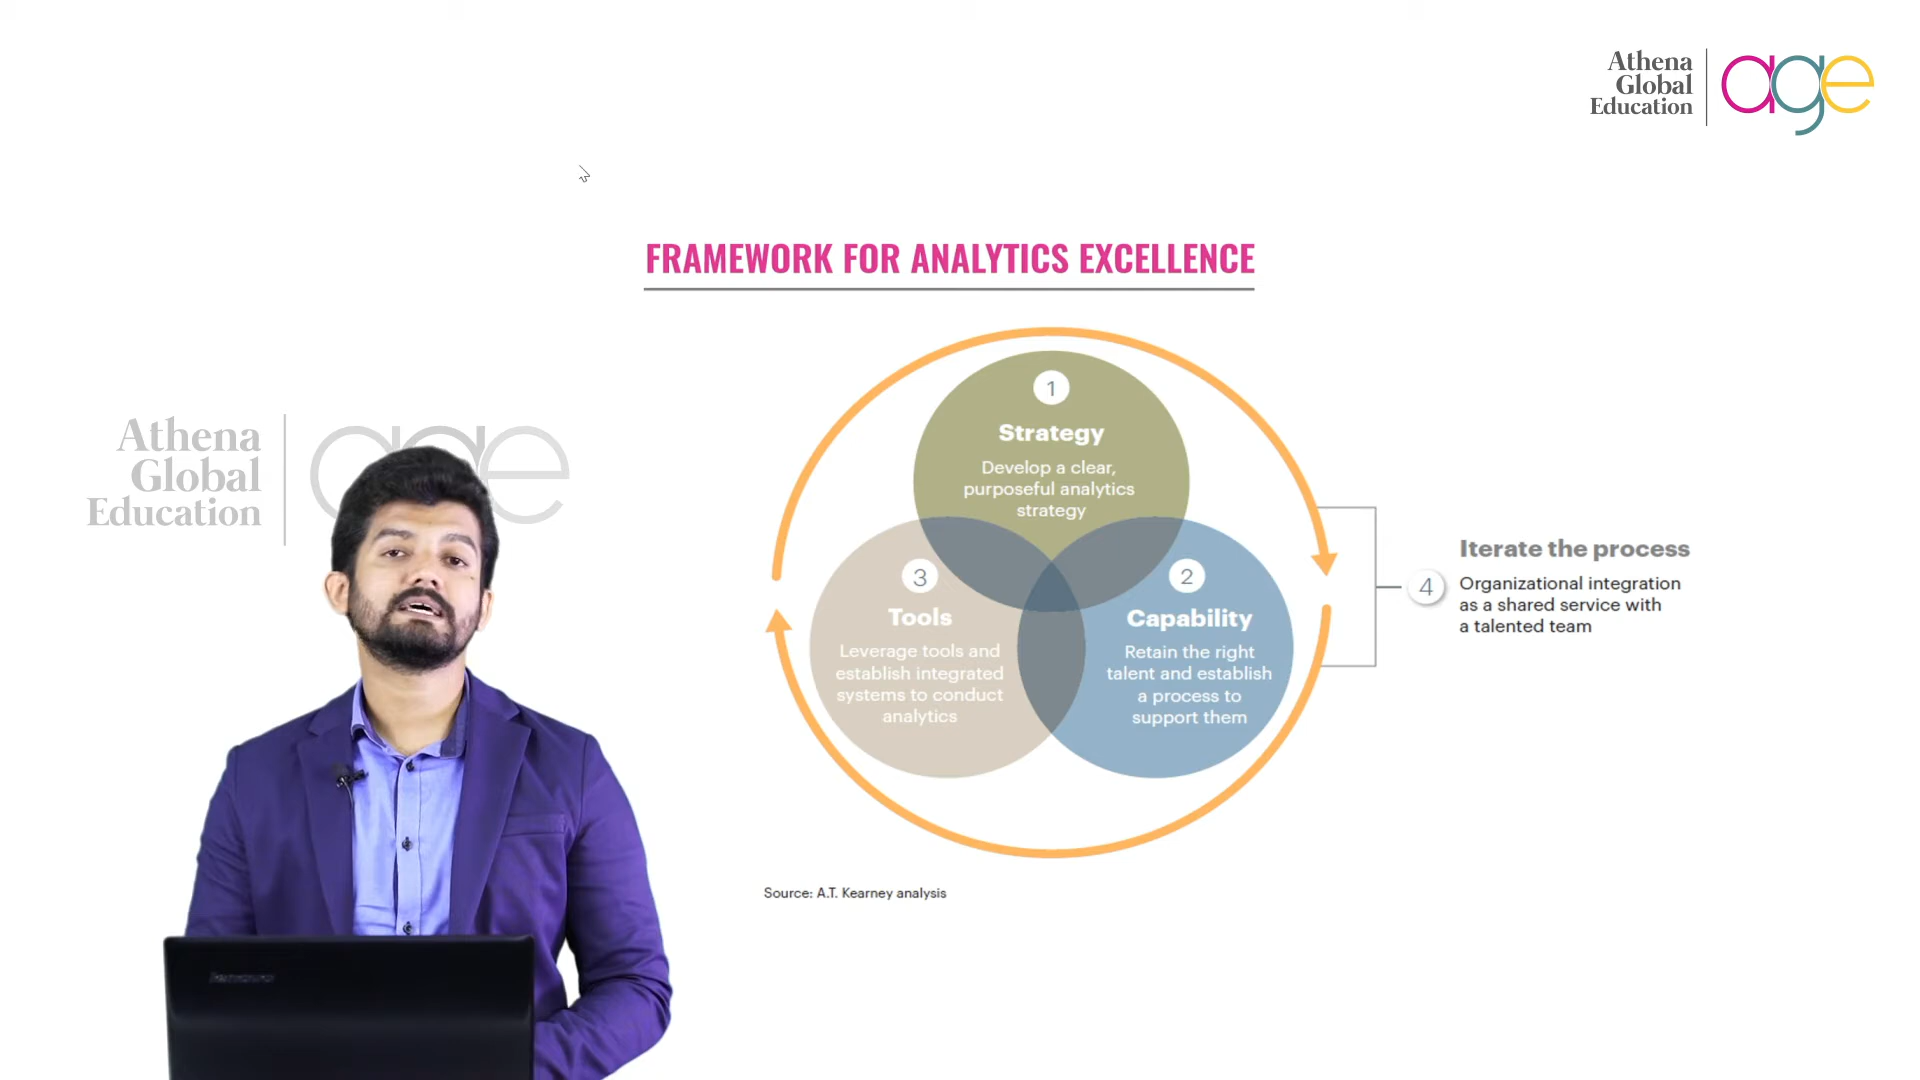 Athena
Global
Education
age
FRAMEWORK FOR ANALYTICS EXCELLENCE
1
Strategy
Develop a clear,
purposeful analytics
strategy
3
Tools
Leverage tools and
establish integrated
systems to conduct
analytics
2
Capability
Retain the right
talent and establish
a process to
support them
4
Iterate the process
Organizational integration
as a shared service with
a talented team
Athena
Global
Education
age
Source: A.T. Kearney analysis
lenovo